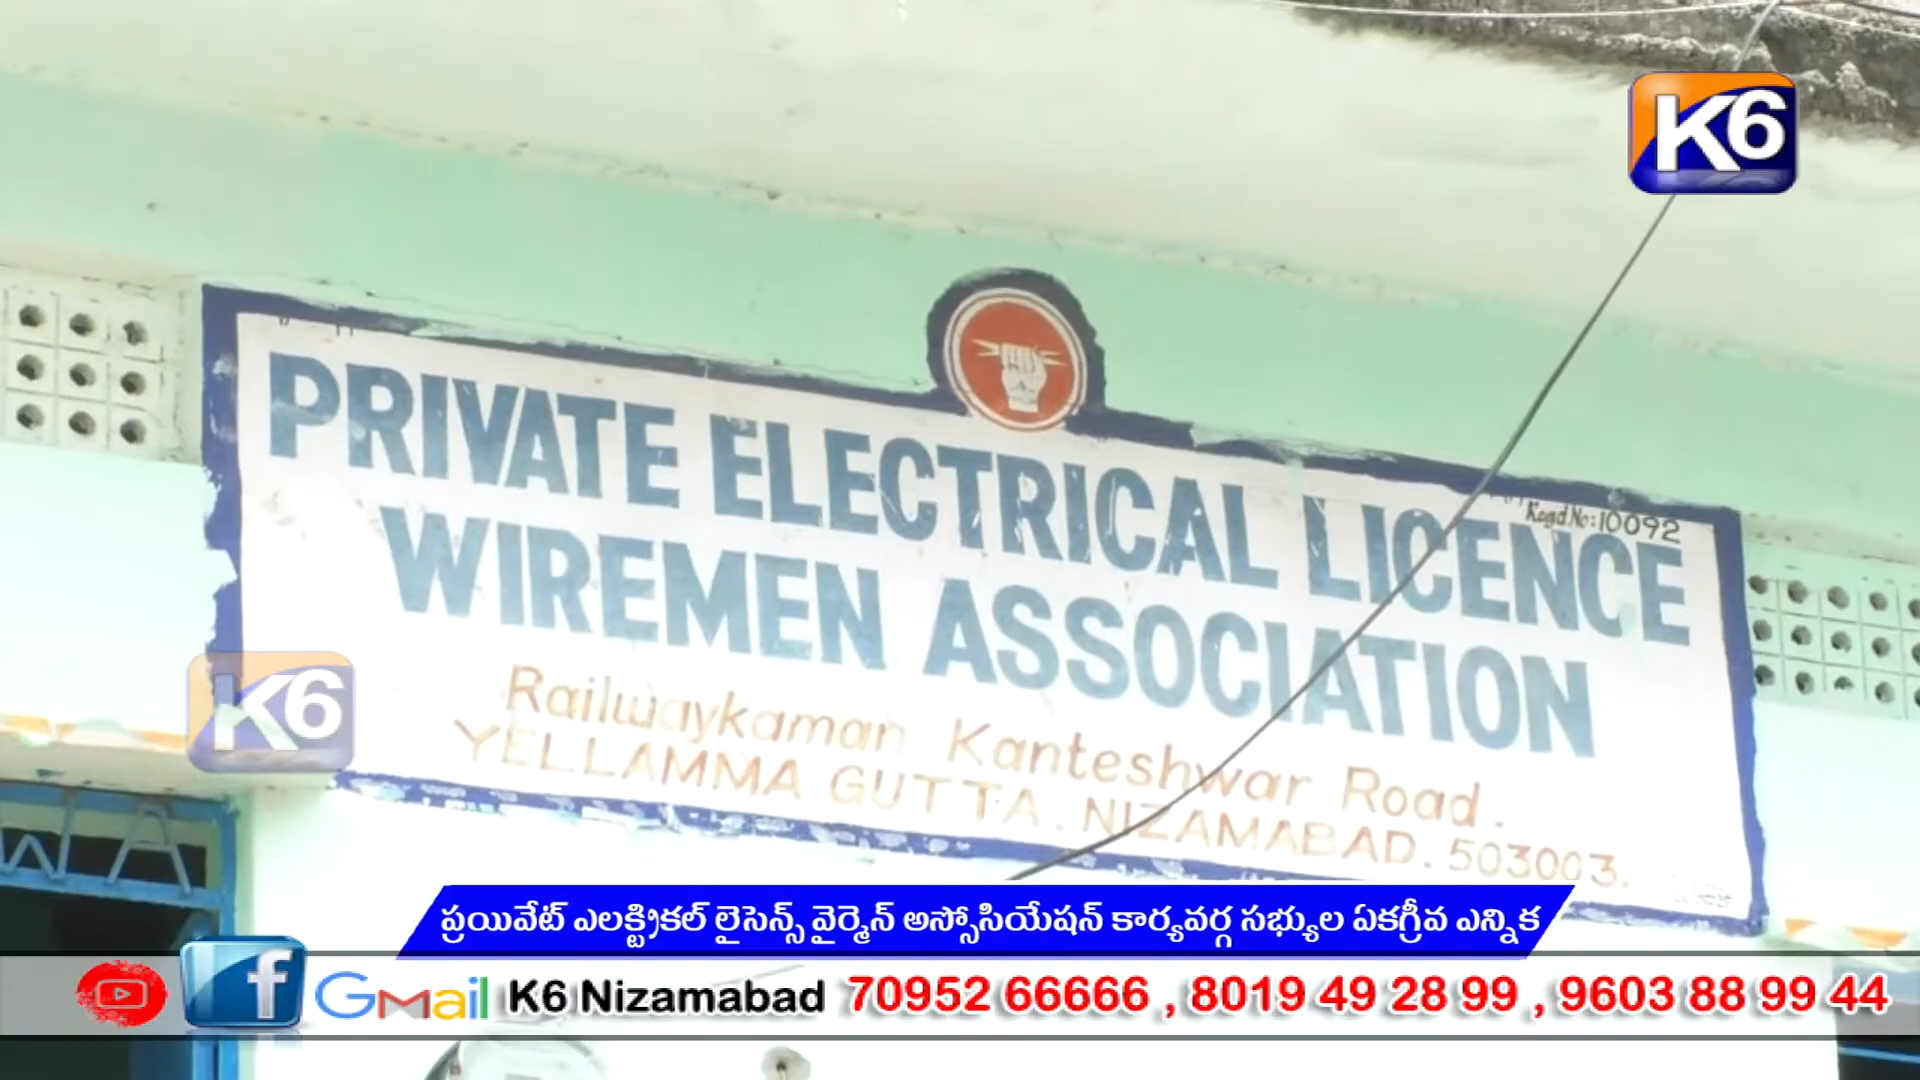 K6
Regd No: 10092
PRIVATE ELECTRICAL LICENCE
WIREMEN ASSOCIATION
K6
Railwaykaman Kanteshwar Road.
YELLAMMA GUTTA. NIZAMABAD. 503003.
WA
ప్రయివేట్ ఎలక్ట్రికల్ లైసెన్స్ వైర్మెన్ అస్సోసియేషన్ కార్యవర్గ సభ్యుల ఏకగ్రీవ ఎన్నిక
f GMail K6 Nizamabad 70952 66666 , 8019 49 28 99 , 9603 88 99 44